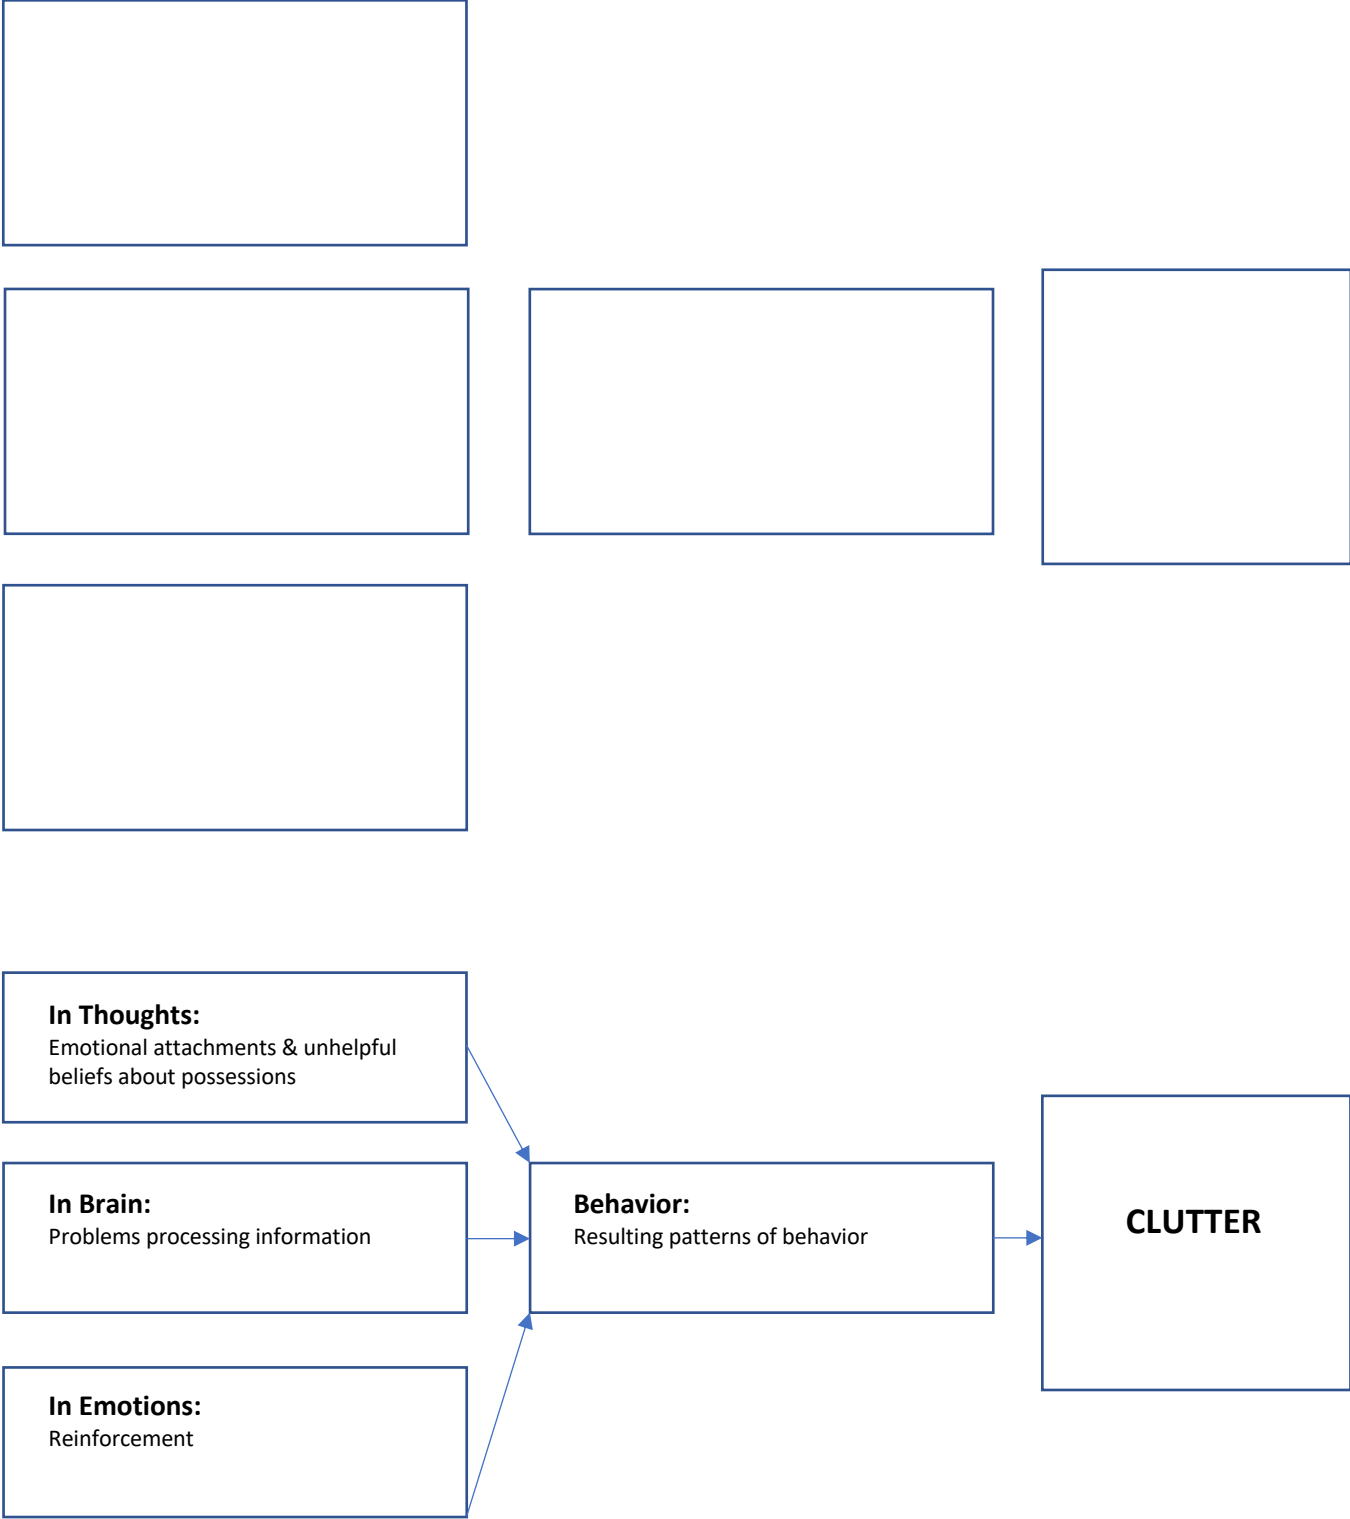 In Thoughts:
Emotional attachments & unhelpful
beliefs about possessions
In Brain:
Problems processing information
In Emotions:
Reinforcement
Behavior:
Resulting patterns of behavior
CLUTTER